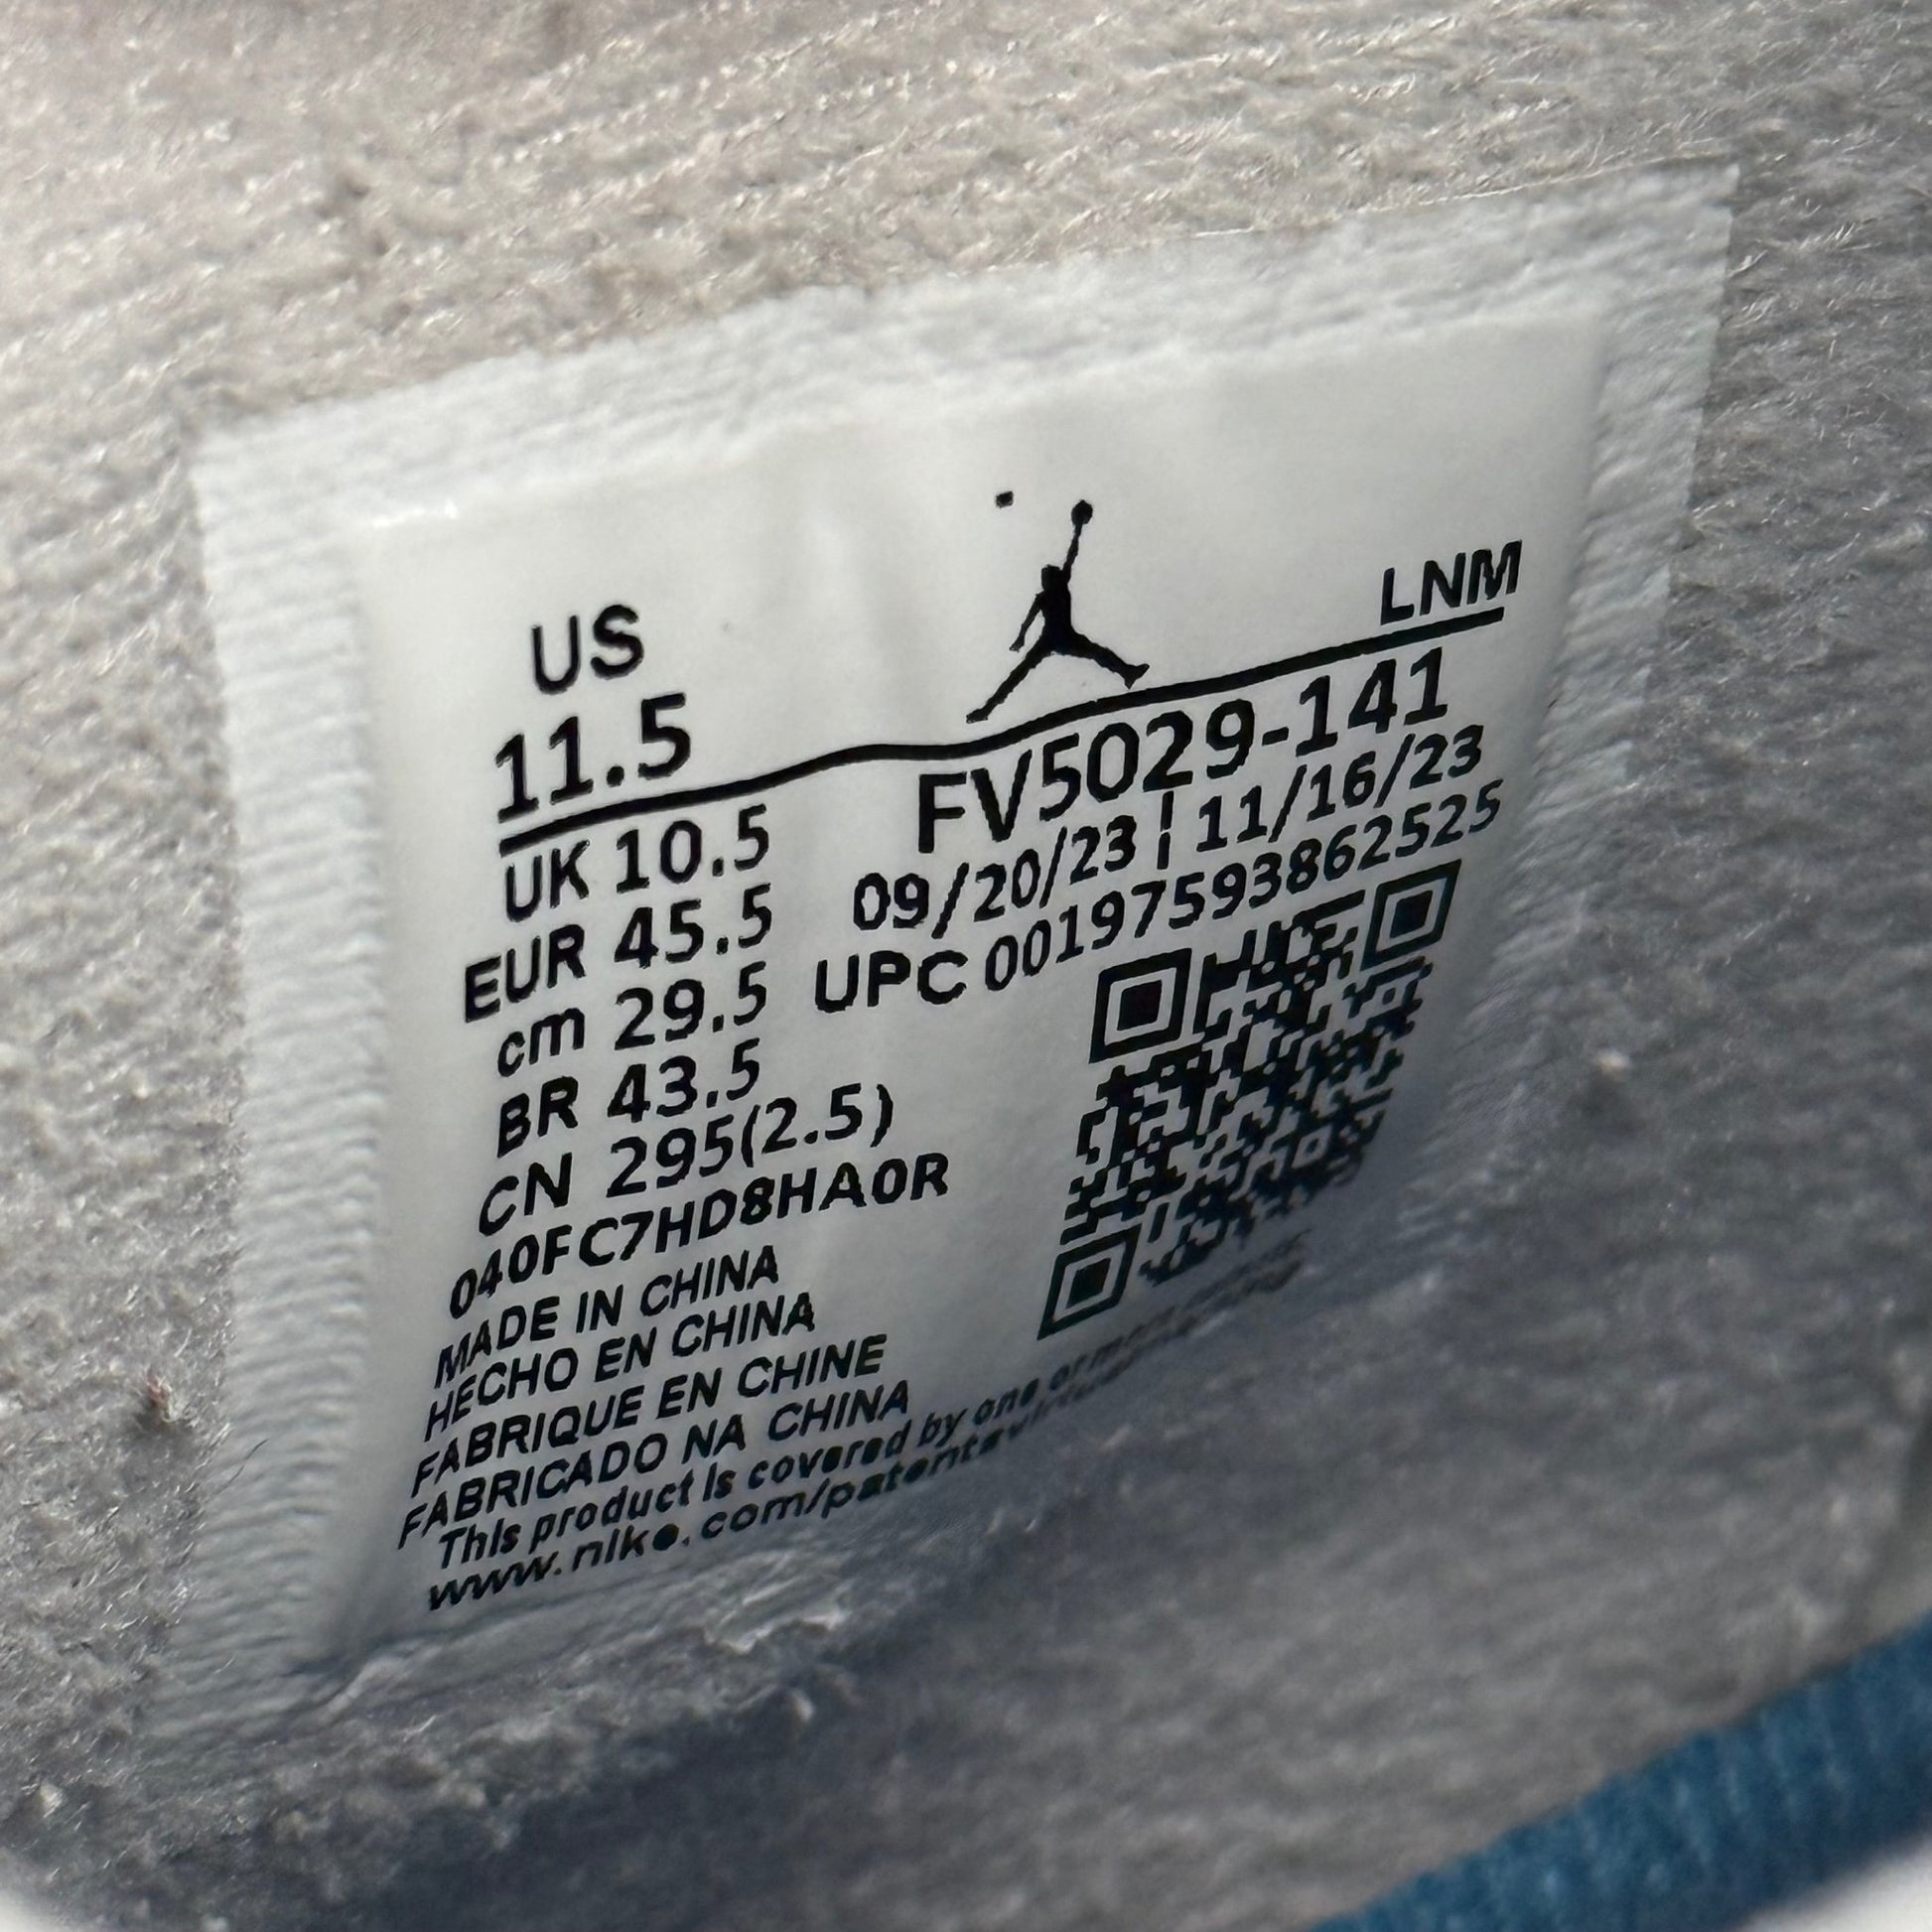 US
11.5
LNM
UK 10.5
EUR 45.5
cm 29.5
BR 43.5
CN 295(2.5)
FV5029-141
09/20/23 ¦ 11/16/23
UPC 00197593862525
040FC7HD8HA0R
MADE IN CHINA
HECHO EN CHINA
FABRIQUE EN CHINE
FABRICADO NA CHINA
This product is covered by one or more
www.nike.com/patents